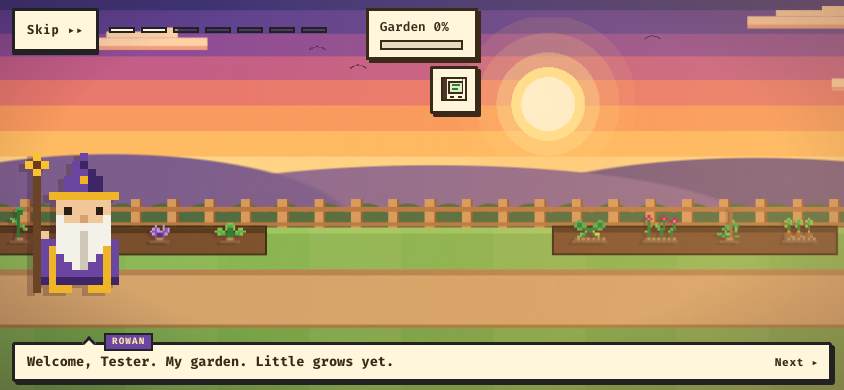 Skip ▸▸
Garden 0%
ROWAN
Welcome, Tester. My garden. Little grows yet.
Next ▸